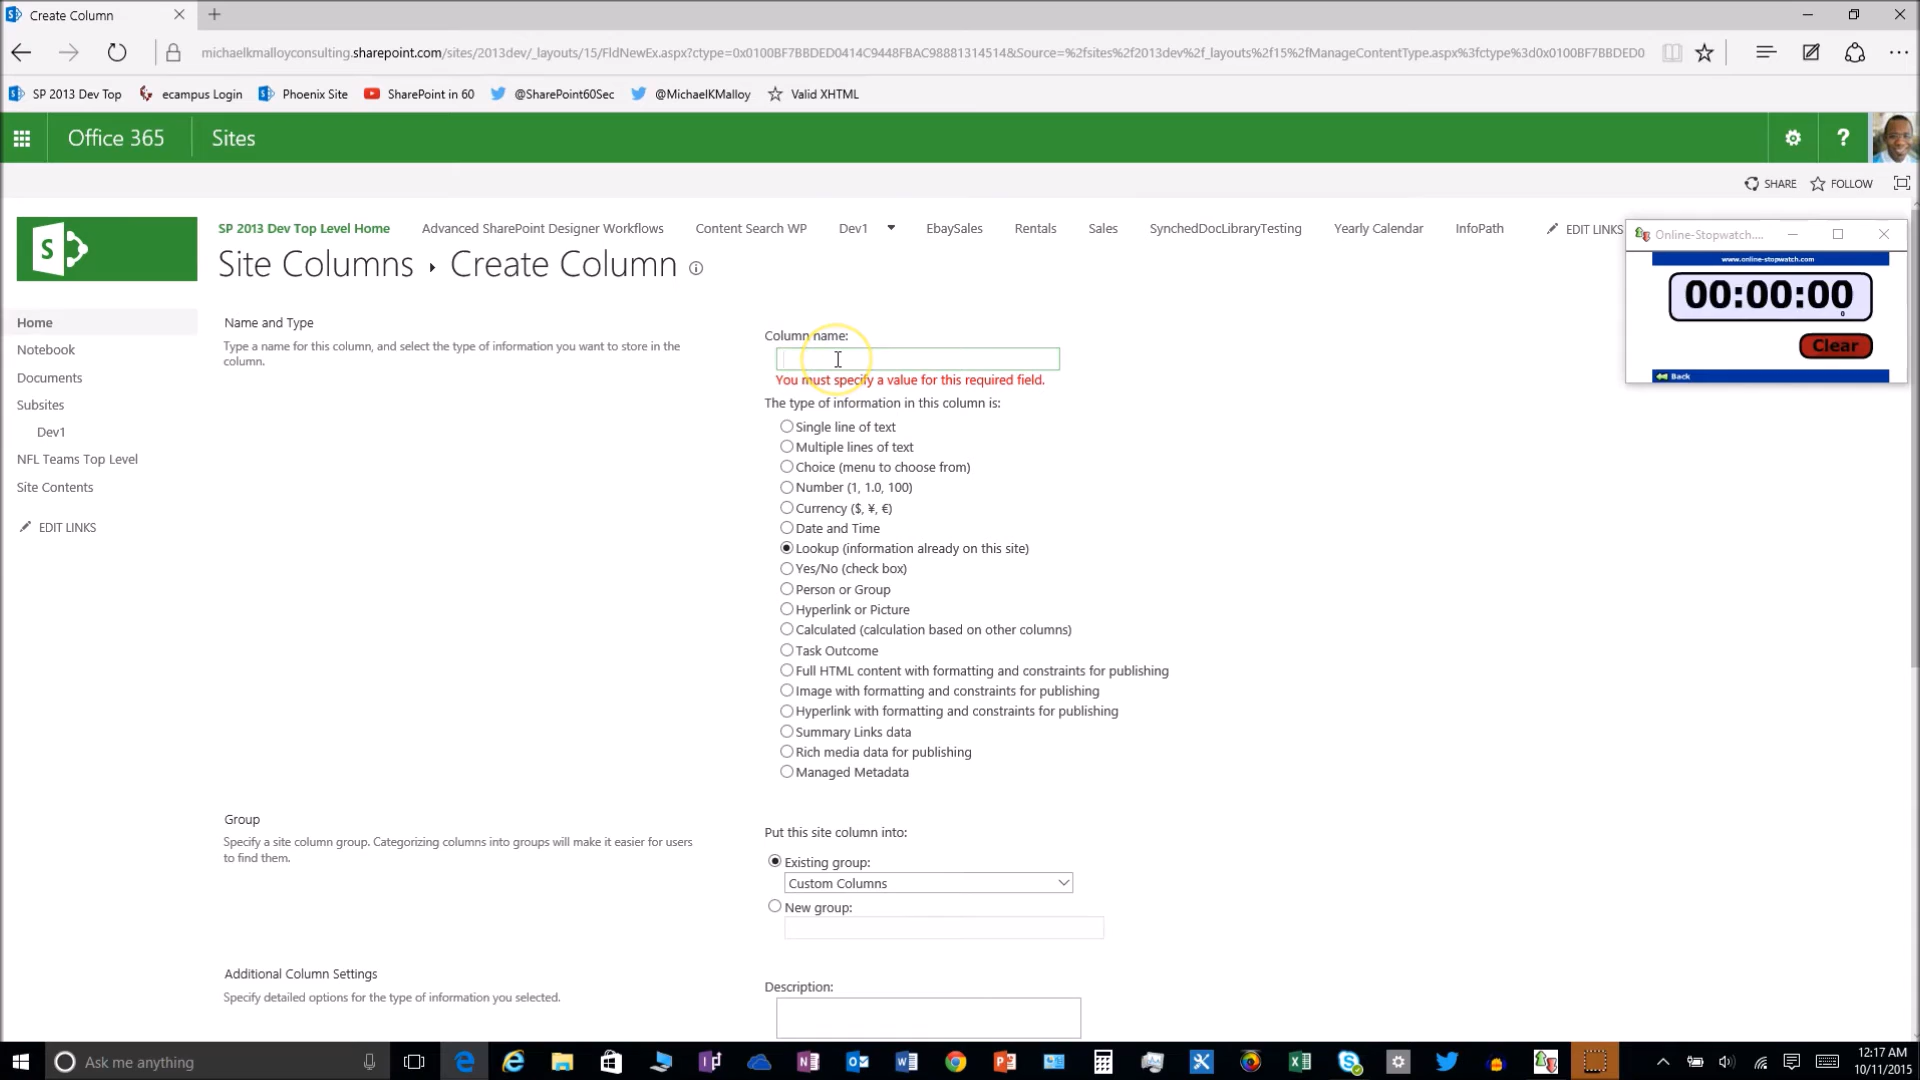 Create Column
michaelkmalloyconsulting.sharepoint.com/sites/2013dev/_layouts/15/FldNewEx.aspx?ctype=0x0100BF7BBDED0414C9448FBAC98881314514&Source=%2fsites%2f2013dev%2f_layouts%2f15%2fManageContentType.aspx%3fctype%3d0x0100BF7BBDED0
SP 2013 Dev Top ecampus Login Phoenix Site SharePoint in 60 @SharePoint60Sec @MichaelKMalloy Valid XHTML
Office 365 Sites ?
SHARE FOLLOW
SP 2013 Dev Top Level Home Advanced SharePoint Designer Workflows Content Search WP Dev1 EbaySales Rentals Sales SynchedDocLibraryTesting Yearly Calendar InfoPath EDIT LINKS
Site Columns Create Column
Online-Stopwatch....
www.online-stopwatch.com
00:00:00
0
Clear
Back
Home
Notebook
Documents
Subsites
Dev1
NFL Teams Top Level
Site Contents
EDIT LINKS
Name and Type
Type a name for this column, and select the type of information you want to store in the
column.
Column name:
You must specify a value for this required field.
The type of information in this column is:
Single line of text
Multiple lines of text
Choice (menu to choose from)
Number (1, 1.0, 100)
Currency ($, ¥, €)
Date and Time
Lookup (information already on this site)
Yes/No (check box)
Person or Group
Hyperlink or Picture
Calculated (calculation based on other columns)
Task Outcome
Full HTML content with formatting and constraints for publishing
Image with formatting and constraints for publishing
Hyperlink with formatting and constraints for publishing
Summary Links data
Rich media data for publishing
Managed Metadata
Group
Specify a site column group. Categorizing columns into groups will make it easier for users
to find them.
Put this site column into:
Existing group:
Custom Columns
New group:
Additional Column Settings
Specify detailed options for the type of information you selected.
Description:
Ask me anything
12:17 AM
10/11/2015